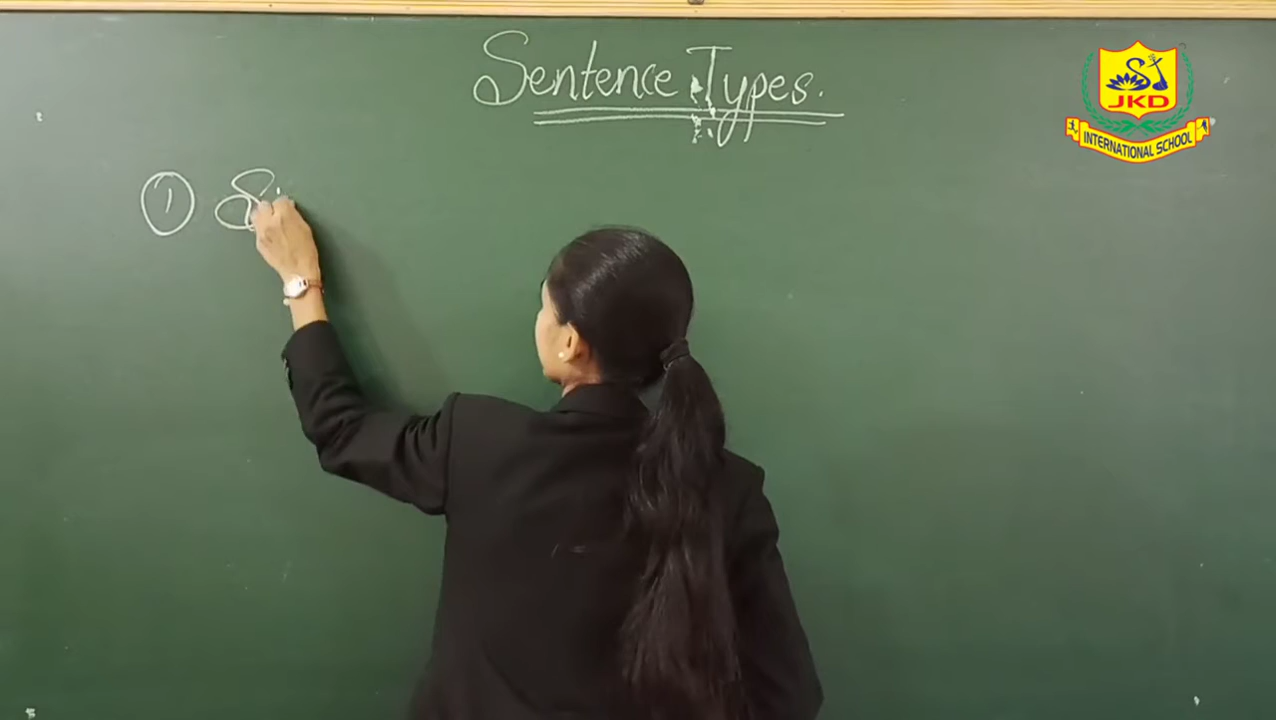 Sentence Types.
JKD
INTERNATIONAL SCHOOL
① S